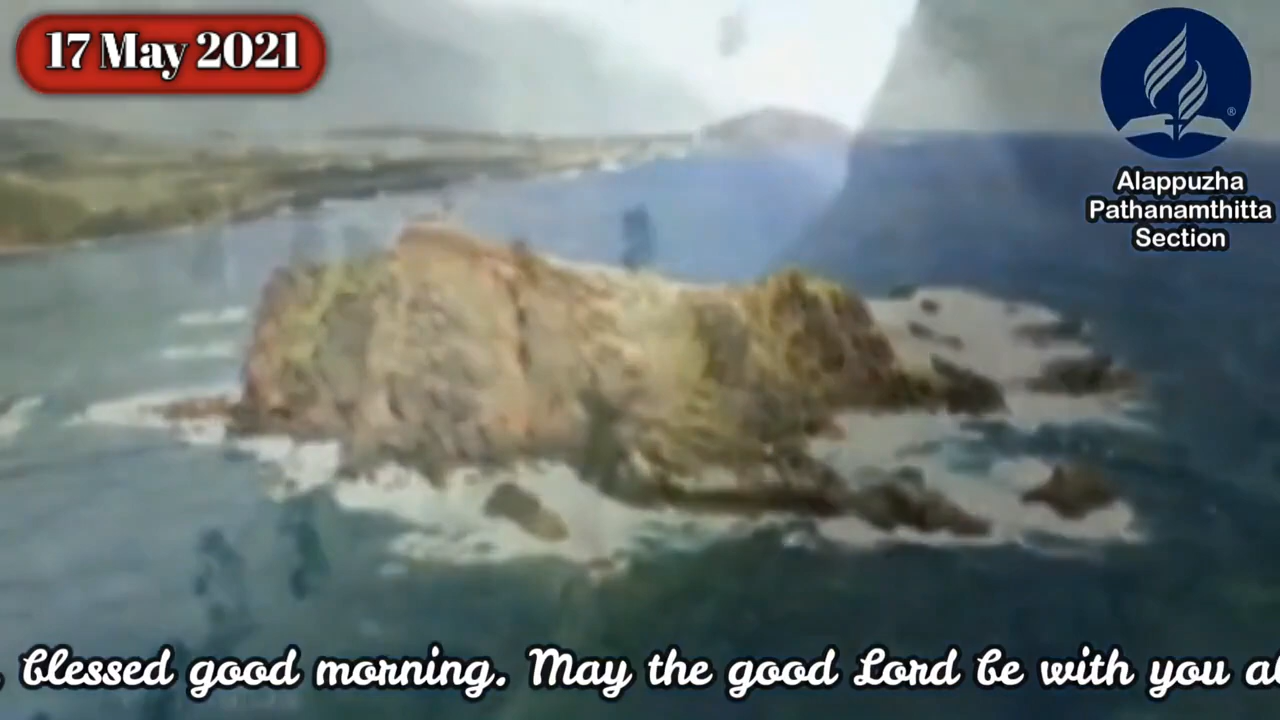 17 May 2021
®
Alappuzha
Pathanamthitta
Section
blessed good morning. May the good Lord be with you